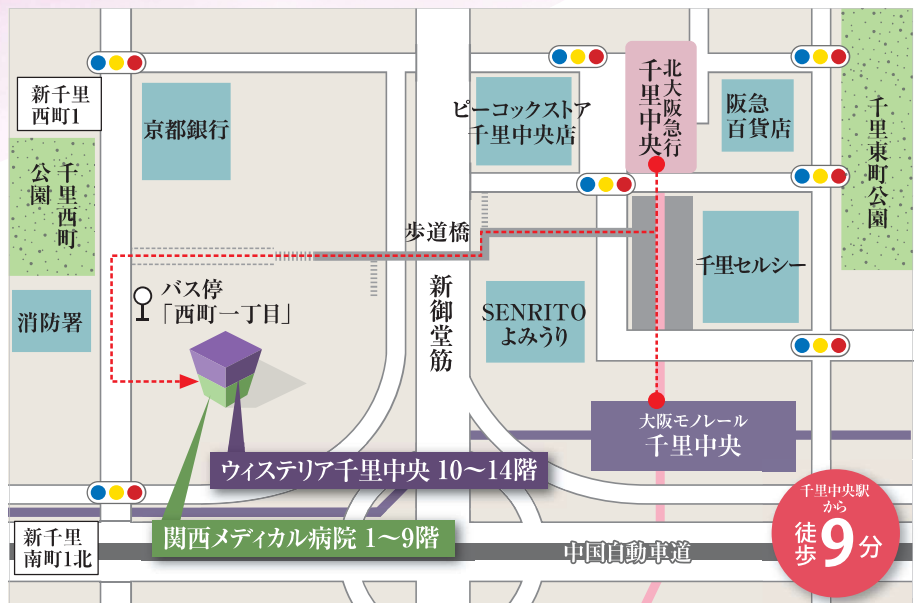 新千里
西町1
京都銀行
千里西町
公園
消防署
バス停
「西町一丁目」
歩道橋
新御堂筋
ピーコックストア
千里中央店
北大阪急行
千里中央
阪急
百貨店
千里東町公園
千里セルシー
SENRITO
よみうり
大阪モノレール
千里中央
ウィステリア千里中央 10〜14階
関西メディカル病院 1〜9階
新千里
南町1北
中国自動車道
千里中央駅
から
徒歩9分